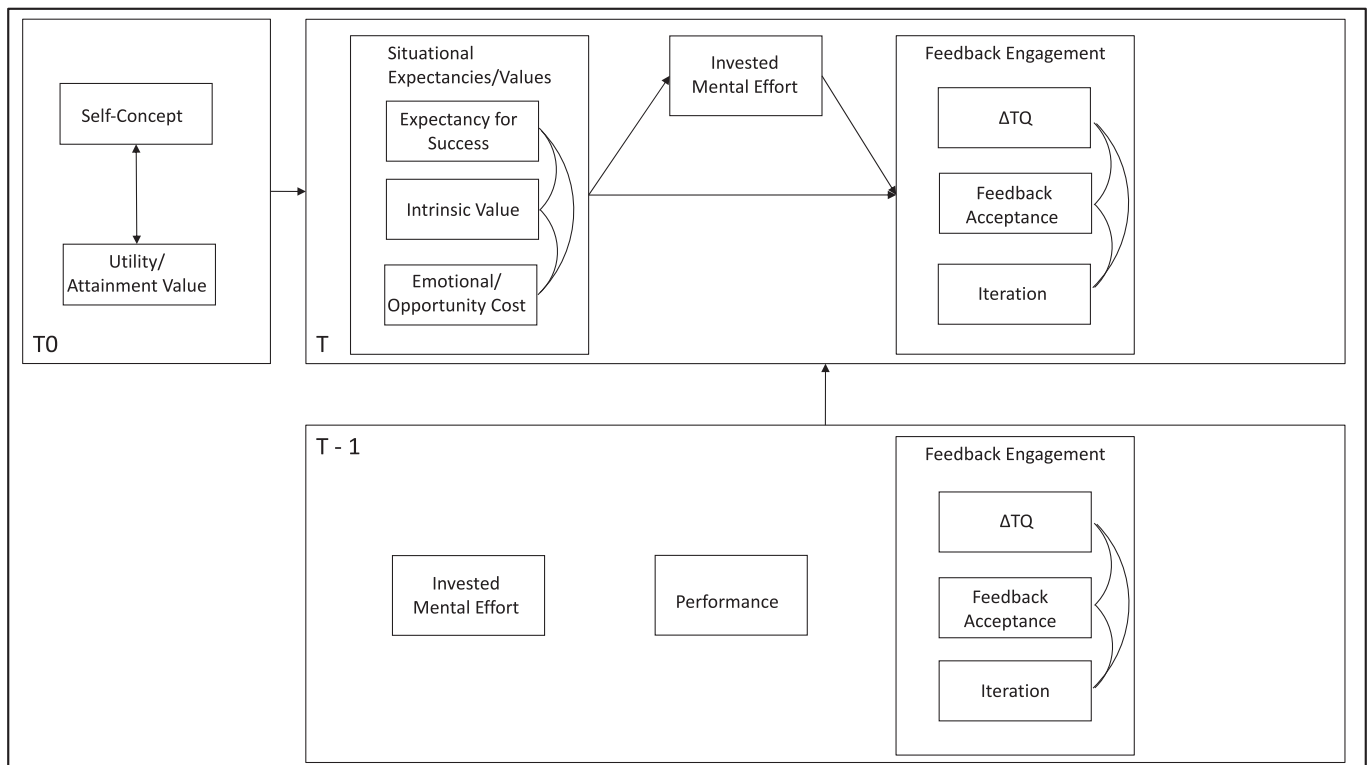 Self-Concept
Utility/
Attainment Value
T0
Situational
Expectancies/Values
Expectancy for
Success
Intrinsic Value
Emotional/
Opportunity Cost
T
Invested
Mental Effort
Feedback Engagement
ΔTQ
Feedback
Acceptance
Iteration
T - 1
Invested
Mental Effort
Performance
Feedback Engagement
ΔTQ
Feedback
Acceptance
Iteration